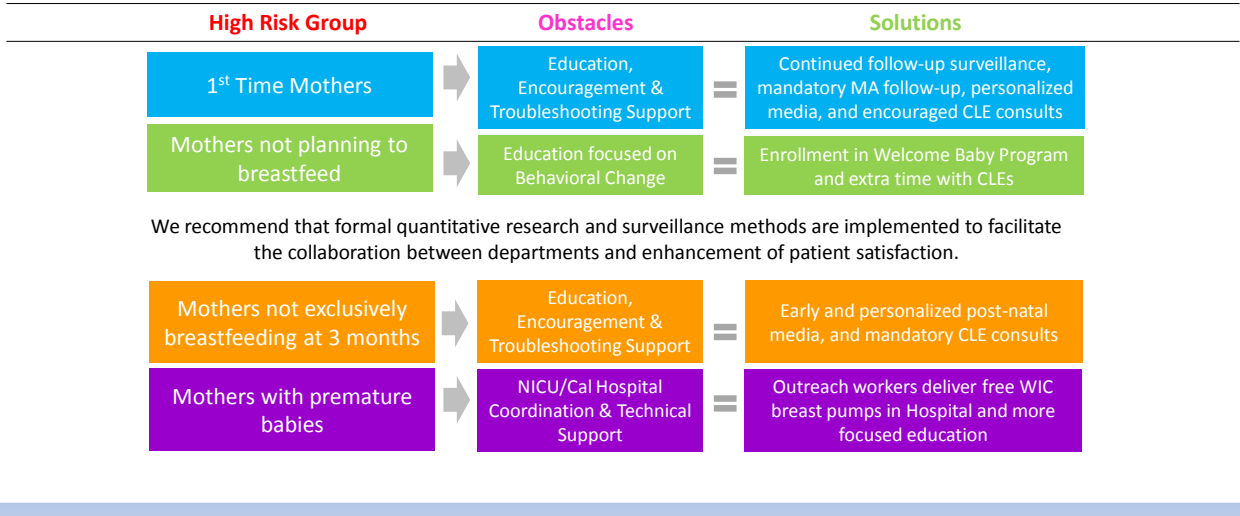 High Risk Group Obstacles Solutions
1st Time Mothers
Education,
Encouragement &
Troubleshooting Support
=
Continued follow-up surveillance,
mandatory MA follow-up, personalized
media, and encouraged CLE consults
Mothers not planning to
breastfeed
Education focused on
Behavioral Change
=
Enrollment in Welcome Baby Program
and extra time with CLEs
We recommend that formal quantitative research and surveillance methods are implemented to facilitate
the collaboration between departments and enhancement of patient satisfaction.
Mothers not exclusively
breastfeeding at 3 months
Education,
Encouragement &
Troubleshooting Support
=
Early and personalized post-natal
media, and mandatory CLE consults
Mothers with premature
babies
NICU/Cal Hospital
Coordination & Technical
Support
=
Outreach workers deliver free WIC
breast pumps in Hospital and more
focused education